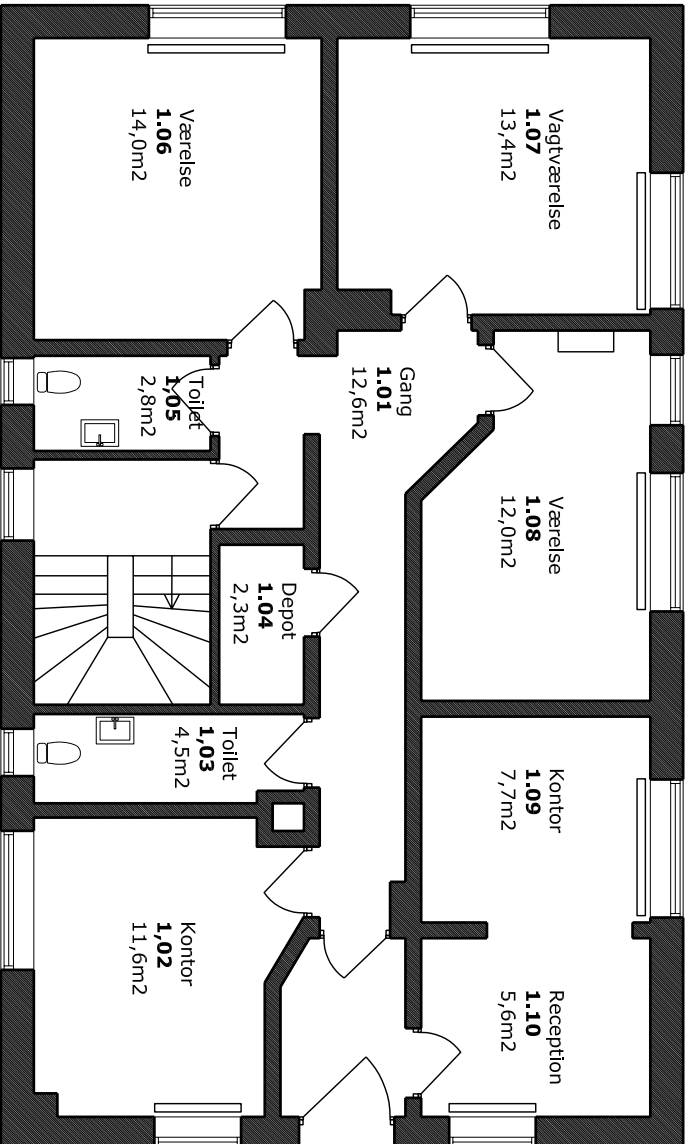 Værelse
1.06
14,0m2
Vagtværelse
1.07
13,4m2
Gang
1.01
12,6m2
Toilet
1,05
2,8m2
Værelse
1.08
12,0m2
Depot
1.04
2,3m2
Toilet
1,03
4,5m2
Kontor
1.09
7,7m2
Kontor
1,02
11,6m2
Reception
1.10
5,6m2